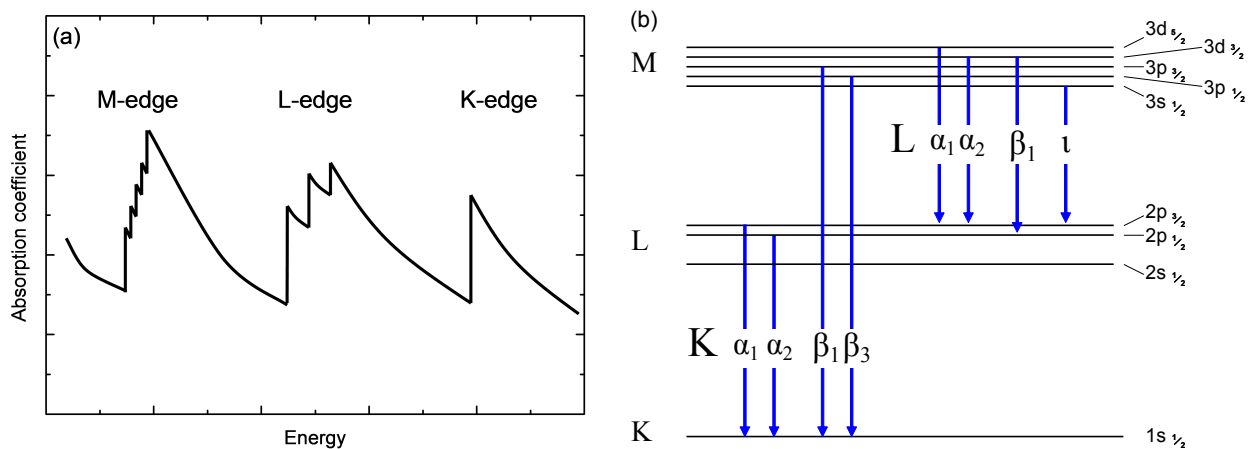 (a)
M-edge L-edge K-edge
Absorption coefficient
Energy
(b)
M
3d 5/2
3d 3/2
3p 3/2
3p 1/2
3s 1/2
L α1 α2 β1 ι
L
2p 3/2
2p 1/2
2s 1/2
K α1 α2 β1 β3
K
1s 1/2